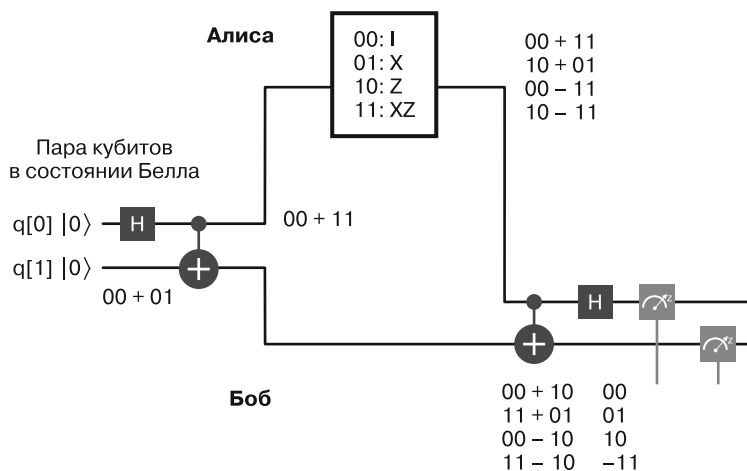 Алиса
00: I
01: X
10: Z
11: XZ
00 + 11
10 + 01
00 – 11
10 – 11
Пара кубитов
в состоянии Белла
q[0] |0⟩
H
00 + 11
q[1] |0⟩
00 + 01
H
z
z
Боб
00 + 10 00
11 + 01 01
00 – 10 10
11 – 10 –11